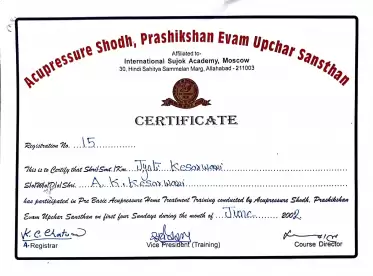 Acupressure Shodh, Prashikshan Evam Upchar Sansthan
Affiliated to-
International Sujok Academy, Moscow
30, Hindi Sahitya Sammelan Marg, Allahabad - 211003
CERTIFICATE
Registration No. 15
This is to Certify that Shri/Smt./Km. Jyoti Kesarwani
S/o/W/o/D/o/Shri. A. K. Kesarwani
has participated in Pre Basic Acupressure Home Treatment Training conducted by Acupressure Shodh, Prashikshan
Evam Upchar Sansthan on first four Sundays during the month of June 2002
A-Registrar Vice President (Training) Course Director